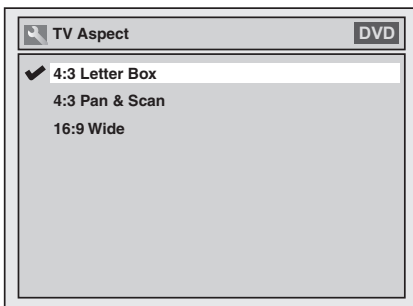 TV Aspect DVD
4:3 Letter Box
4:3 Pan & Scan
16:9 Wide